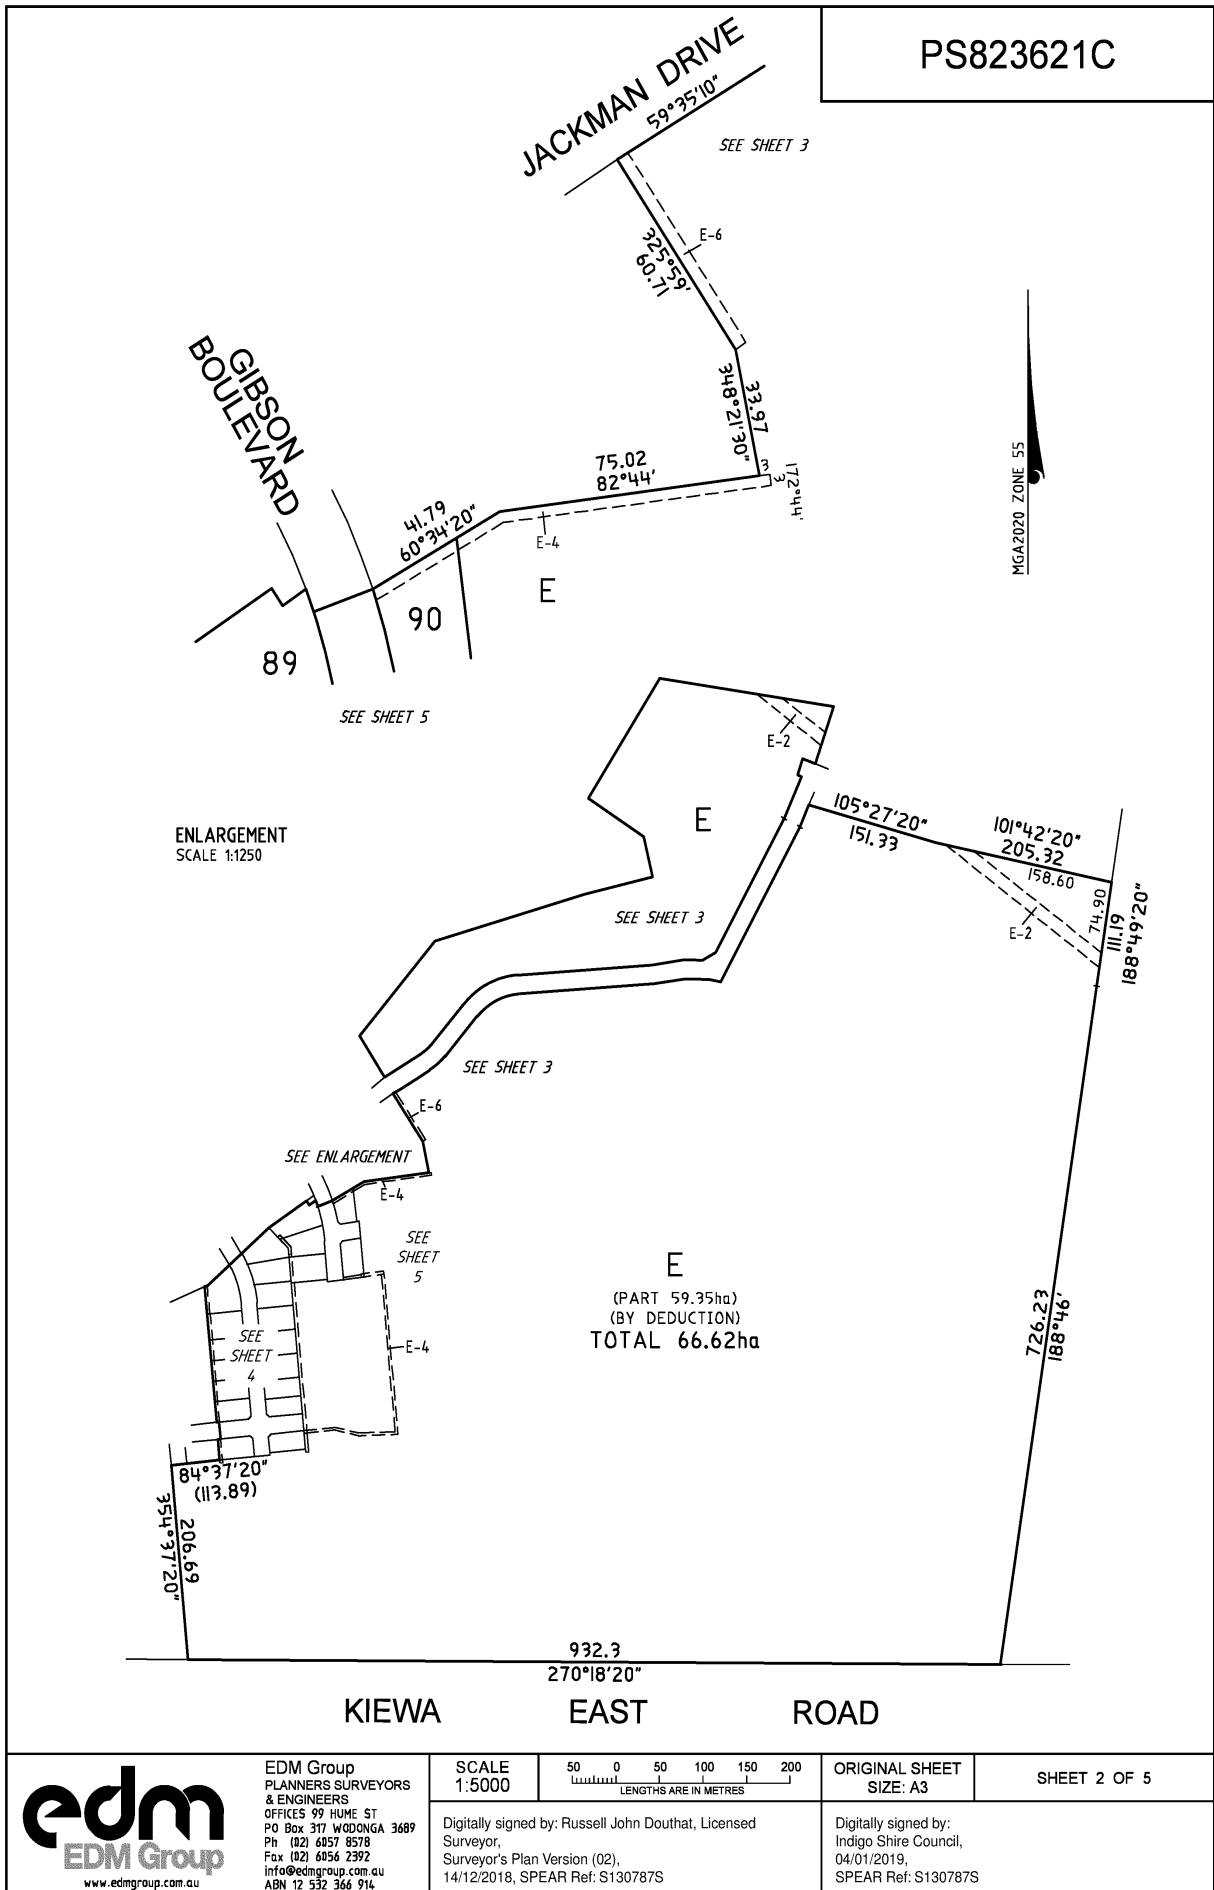 PS823621C
JACKMAN DRIVE
59°35'10"
SEE SHEET 3
E-6
325°59'
60.71
GIBSON
BOULEVARD
33.97
348°21'30"
75.02
82°44'
3
3
172°44'
41.79
60°34'20"
E-4
E
90
89
SEE SHEET 5
MGA2020 ZONE 55
ENLARGEMENT
SCALE 1:1250
E-2
E
105°27'20"
151.33
101°42'20"
205.32
158.60
74.90
111.19
188°49'20"
E-2
SEE SHEET 3
SEE SHEET 3
E-6
SEE ENLARGEMENT
E-4
SEE
SHEET
5
E
(PART 59.35ha)
(BY DEDUCTION)
TOTAL 66.62ha
726.23
188°46'
SEE
SHEET
4
E-4
84°37'20"
(113.89)
206.69
354°37'20"
932.3
270°18'20"
KIEWA EAST ROAD
edm
EDM Group
www.edmgroup.com.au
EDM Group
PLANNERS SURVEYORS
& ENGINEERS
OFFICES 99 HUME ST
PO Box 317 WODONGA 3689
Ph (02) 6057 8578
Fax (02) 6056 2392
info@edmgroup.com.au
ABN 12 532 366 914
SCALE
1:5000
50 0 50 100 150 200
LENGTHS ARE IN METRES
ORIGINAL SHEET
SIZE: A3
SHEET 2 OF 5
Digitally signed by: Russell John Douthat, Licensed
Surveyor,
Surveyor's Plan Version (02),
14/12/2018, SPEAR Ref: S130787S
Digitally signed by:
Indigo Shire Council,
04/01/2019,
SPEAR Ref: S130787S